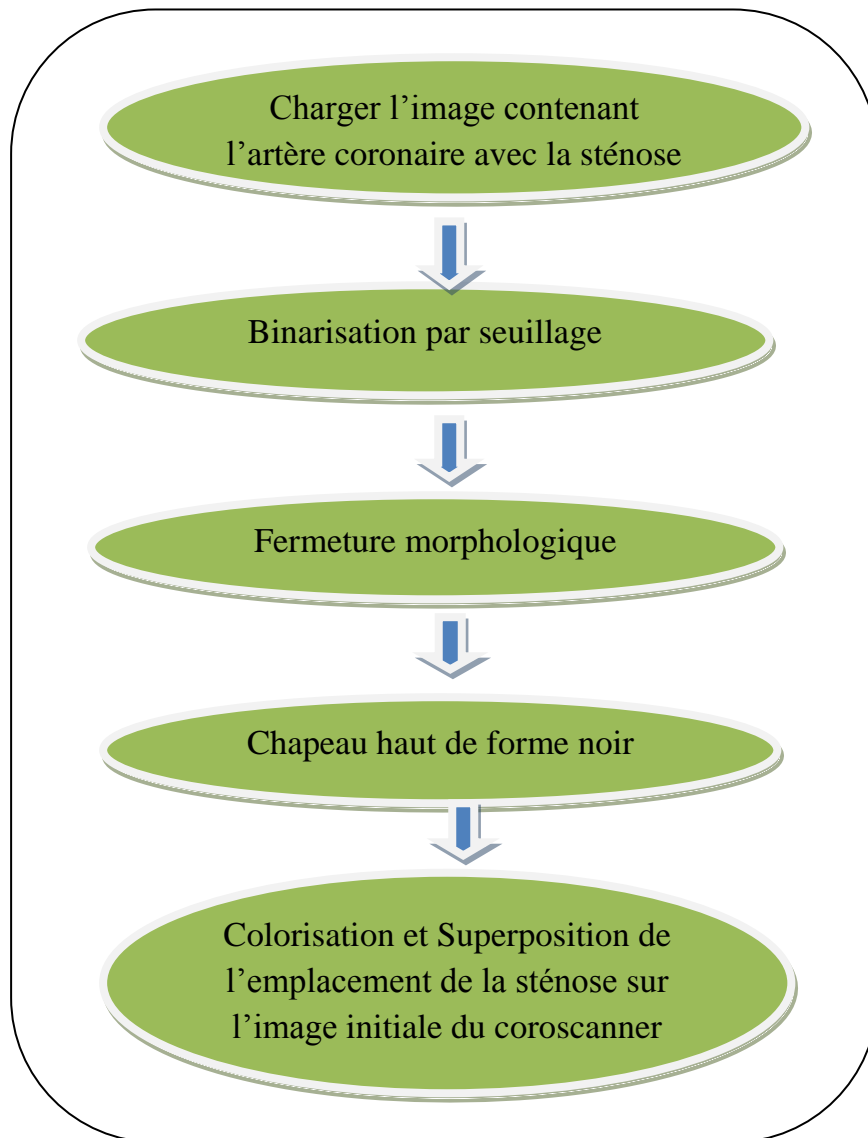 Charger l’image contenant
l’artère coronaire avec la sténose
Binarisation par seuillage
Fermeture morphologique
Chapeau haut de forme noir
Colorisation et Superposition de
l’emplacement de la sténose sur
l’image initiale du coroscanner